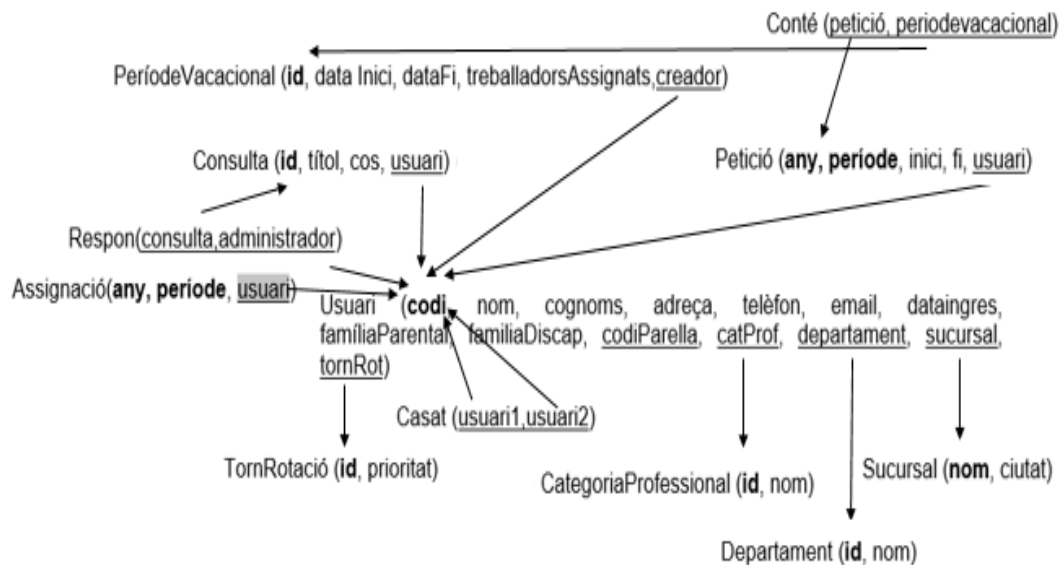 Conté (petició, periodevacacional)
PeríodeVacacional (id, data Inici, dataFi, treballadorsAssignats,creador)
Consulta (id, títol, cos, usuari)
Petició (any, període, inici, fi, usuari)
Respon(consulta,administrador)
Assignació(any, període, usuari)
Usuari (codi, nom, cognoms, adreça, telèfon, email, dataingres,
famíliaParental, familiaDiscap, codiParella, catProf, departament, sucursal,
tornRot)
Casat (usuari1,usuari2)
TornRotació (id, prioritat)
CategoriaProfessional (id, nom)
Sucursal (nom, ciutat)
Departament (id, nom)